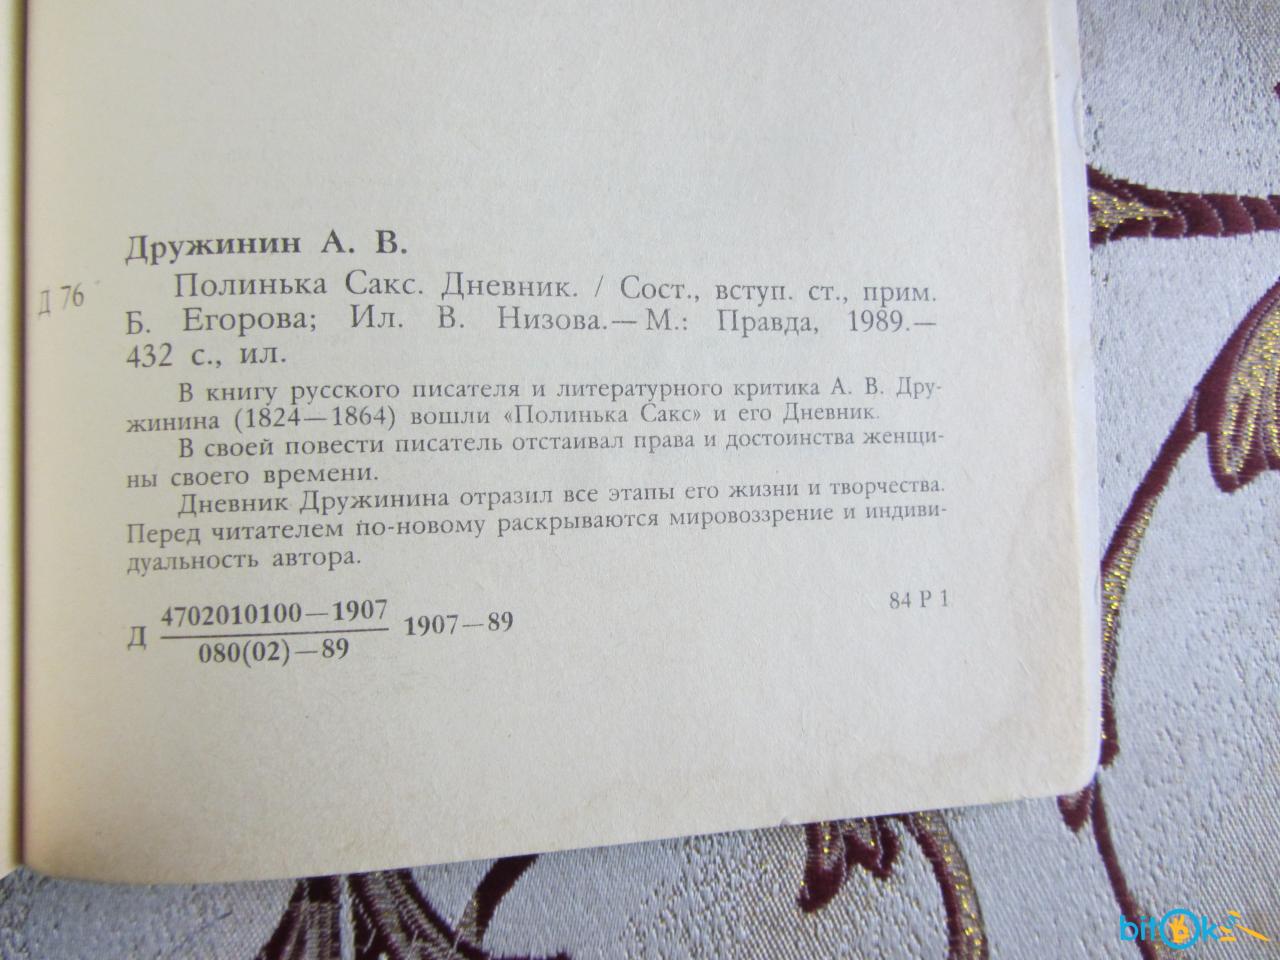 Дружинин А. В.
Полинька Сакс. Дневник. / Сост., вступ. ст., прим.
Д 76
Б. Егорова; Ил. В. Низова.— М.: Правда, 1989.—
432 с., ил.
В книгу русского писателя и литературного критика А. В. Дру-
жинина (1824—1864) вошли «Полинька Сакс» и его Дневник.
В своей повести писатель отстаивал права и достоинства женщи-
ны своего времени.
Дневник Дружинина отразил все этапы его жизни и творчества.
Перед читателем по-новому раскрываются мировоззрение и индиви-
дуальность автора.
Д 4702010100—1907 1907—89
080(02)—89
84 Р 1
bitok